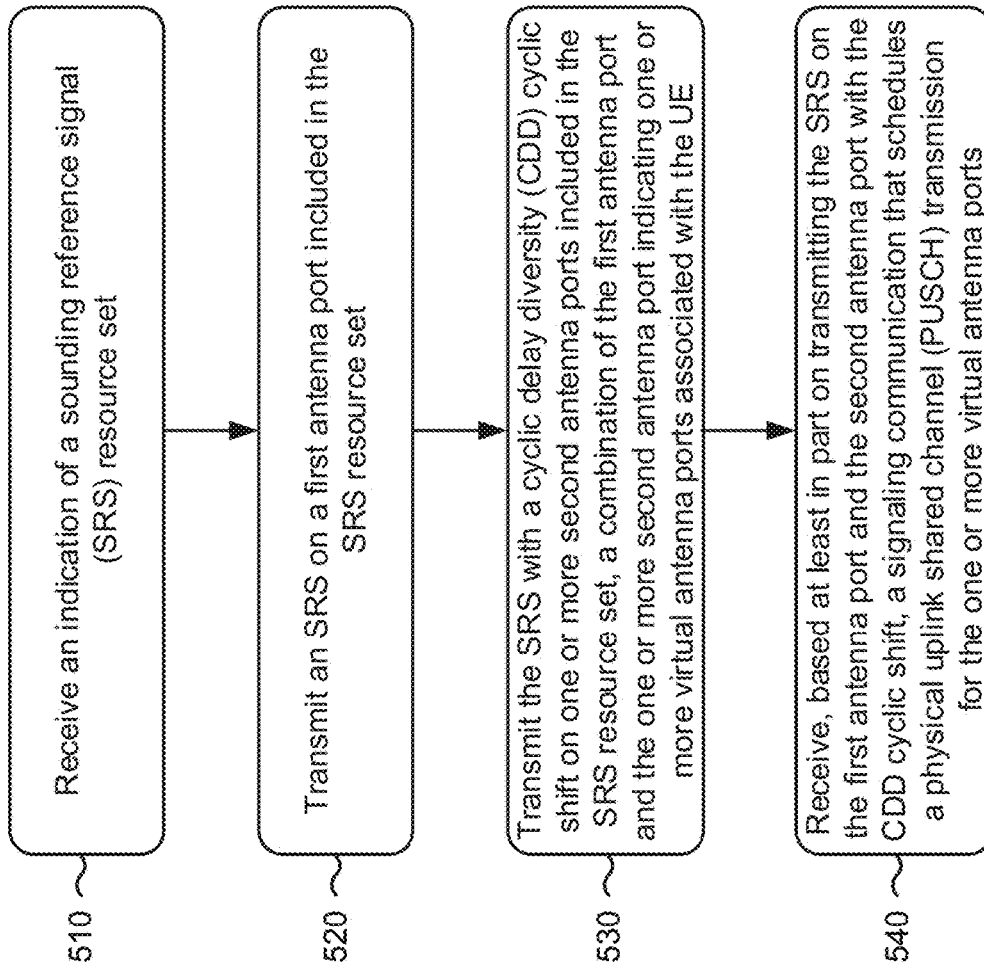 510
Receive an indication of a sounding reference signal
(SRS) resource set
520
Transmit an SRS on a first antenna port included in the
SRS resource set
530
Transmit the SRS with a cyclic delay diversity (CDD) cyclic
shift on one or more second antenna ports included in the
SRS resource set, a combination of the first antenna port
and the one or more second antenna port indicating one or
more virtual antenna ports associated with the UE
540
Receive, based at least in part on transmitting the SRS on
the first antenna port and the second antenna port with the
CDD cyclic shift, a signaling communication that schedules
a physical uplink shared channel (PUSCH) transmission
for the one or more virtual antenna ports